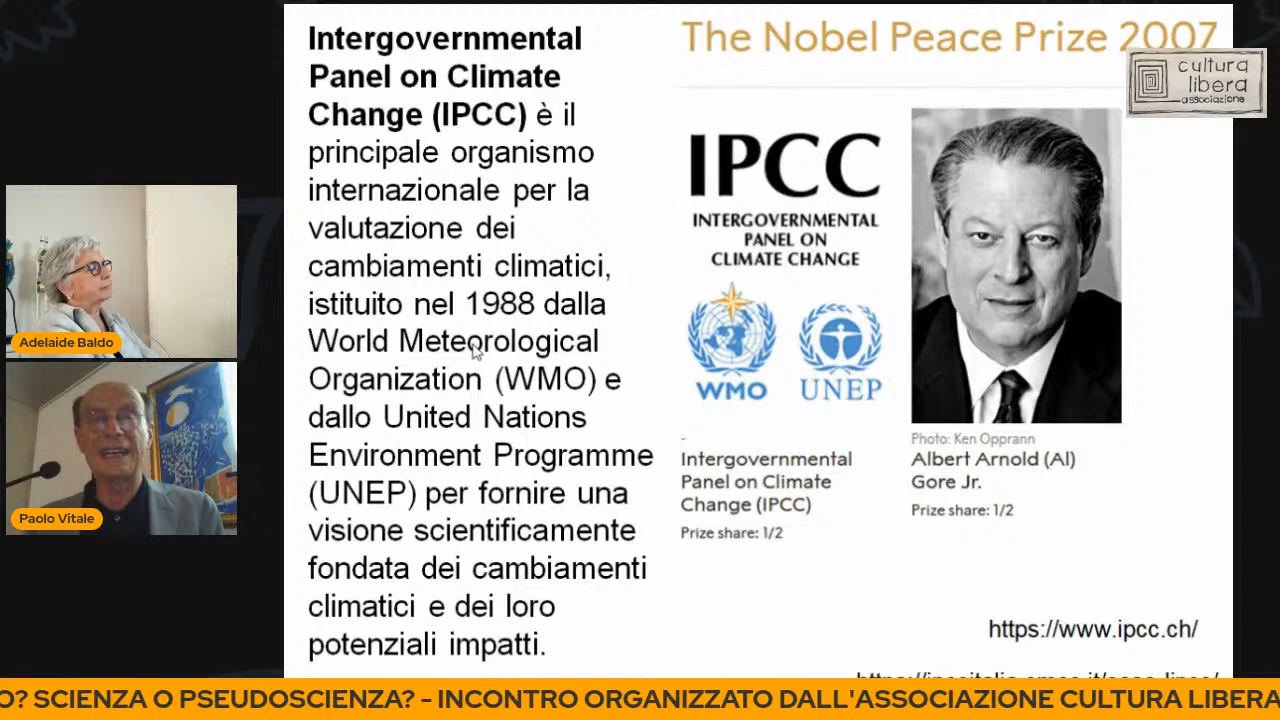 Intergovernmental
Panel on Climate
Change (IPCC) è il
principale organismo
internazionale per la
valutazione dei
cambiamenti climatici,
istituito nel 1988 dalla
World Meteorological
Organization (WMO) e
dallo United Nations
Environment Programme
(UNEP) per fornire una
visione scientificamente
fondata dei cambiamenti
climatici e dei loro
potenziali impatti.
The Nobel Peace Prize 2007
cultura
libera
associazione
IPCC
INTERGOVERNMENTAL
PANEL ON
CLIMATE CHANGE
WMO
UNEP
-
Intergovernmental
Panel on Climate
Change (IPCC)
Prize share: 1/2
Photo: Ken Opprann
Albert Arnold (Al)
Gore Jr.
Prize share: 1/2
https://www.ipcc.ch/
Adelaide Baldo
Paolo Vitale
O? SCIENZA O PSEUDOSCIENZA? - INCONTRO ORGANIZZATO DALL'ASSOCIAZIONE CULTURA LIBERA